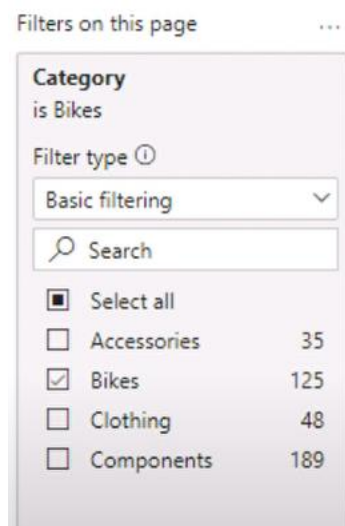 Filters on this page ...
Category
is Bikes
Filter type ⓘ
Basic filtering
Search
Select all
Accessories 35
Bikes 125
Clothing 48
Components 189